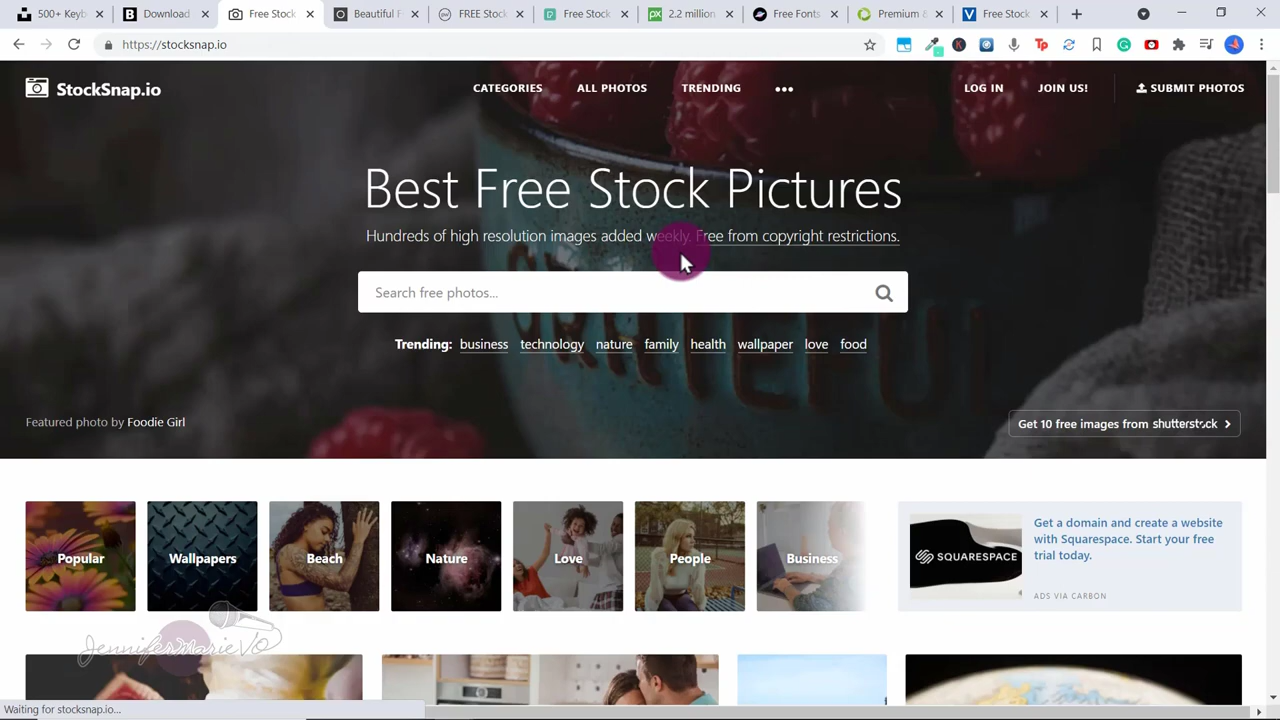 500+ Keyb
Download
Free Stock
Beautiful F
FREE Stock
Free Stock
2.2 million
Free Fonts
Premium &
Free Stock
https://stocksnap.io
StockSnap.io
CATEGORIES
ALL PHOTOS
TRENDING
LOG IN
JOIN US!
SUBMIT PHOTOS
Best Free Stock Pictures
Hundreds of high resolution images added weekly. Free from copyright restrictions.
Search free photos...
GRATEFUL
Trending: business technology nature family health wallpaper love food
Featured photo by Foodie Girl
Get 10 free images from shutterstock
Popular
Wallpapers
Beach
Nature
Love
People
Business
SQUARESPACE
Get a domain and create a website
with Squarespace. Start your free
trial today.
ADS VIA CARBON
JenniferMarieVO
Waiting for stocksnap.io...